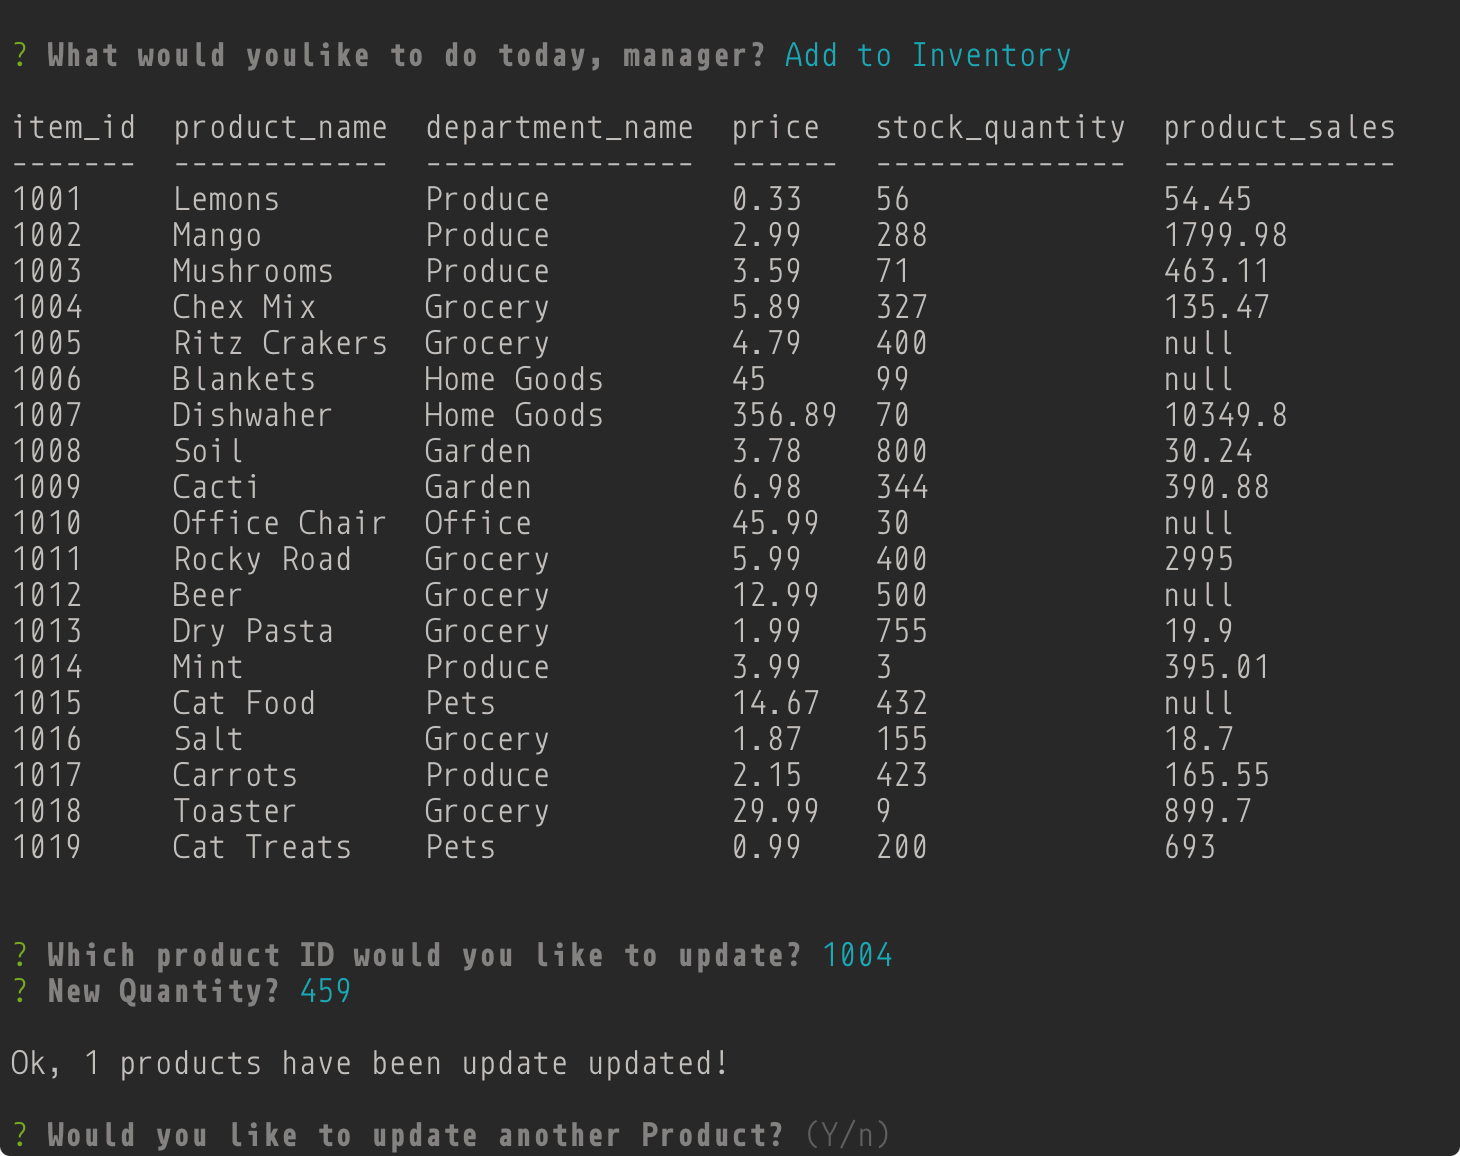 ? What would youlike to do today, manager? Add to Inventory
item_id  product_name  department_name  price   stock_quantity  product_sales
-------  ------------  ---------------  ------  --------------  -------------
1001     Lemons        Produce          0.33    56              54.45
1002     Mango         Produce          2.99    288             1799.98
1003     Mushrooms     Produce          3.59    71              463.11
1004     Chex Mix      Grocery          5.89    327             135.47
1005     Ritz Crakers  Grocery          4.79    400             null
1006     Blankets      Home Goods       45      99              null
1007     Dishwaher     Home Goods       356.89  70              10349.8
1008     Soil          Garden           3.78    800             30.24
1009     Cacti         Garden           6.98    344             390.88
1010     Office Chair  Office           45.99   30              null
1011     Rocky Road    Grocery          5.99    400             2995
1012     Beer          Grocery          12.99   500             null
1013     Dry Pasta     Grocery          1.99    755             19.9
1014     Mint          Produce          3.99    3               395.01
1015     Cat Food      Pets             14.67   432             null
1016     Salt          Grocery          1.87    155             18.7
1017     Carrots       Produce          2.15    423             165.55
1018     Toaster       Grocery          29.99   9               899.7
1019     Cat Treats    Pets             0.99    200             693
? Which product ID would you like to update? 1004
? New Quantity? 459
Ok, 1 products have been update updated!
? Would you like to update another Product? (Y/n)